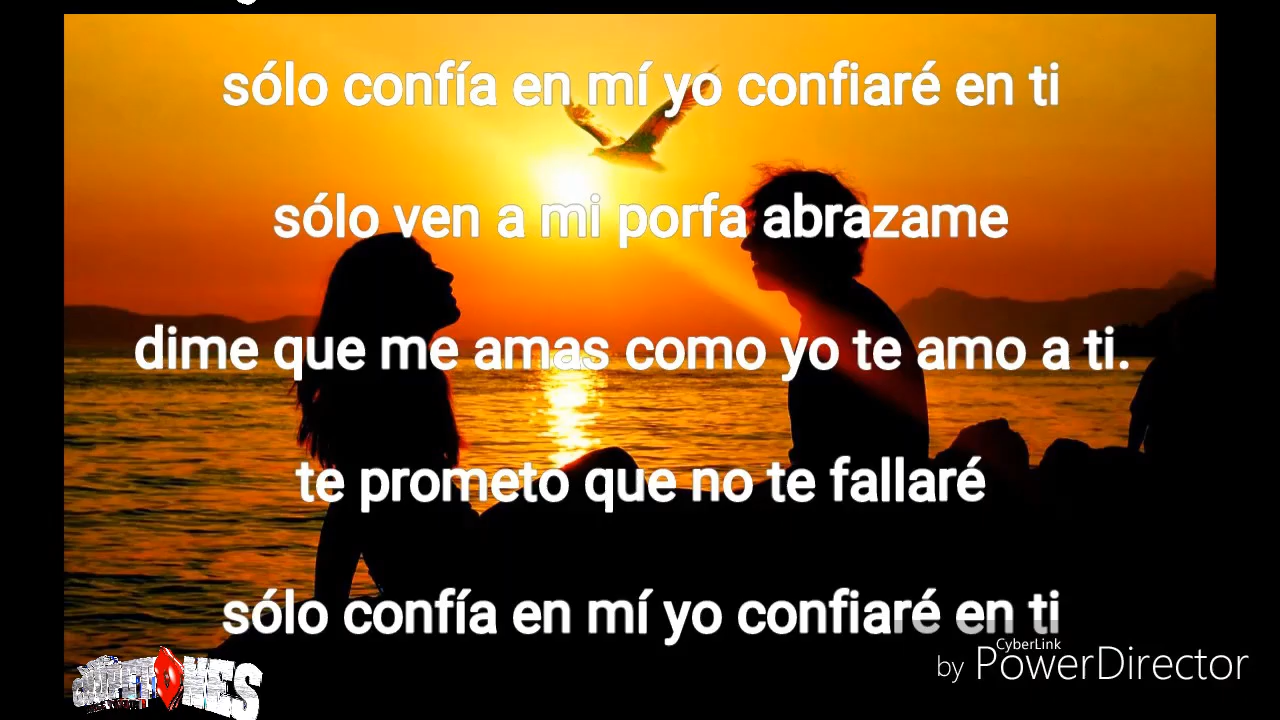 sólo confía en mí yo confiaré en ti
sólo ven a mi porfa abrazame
dime que me amas como yo te amo a ti.
te prometo que no te fallaré
sólo confía en mí yo confiaré en ti
CyberLink
by PowerDirector